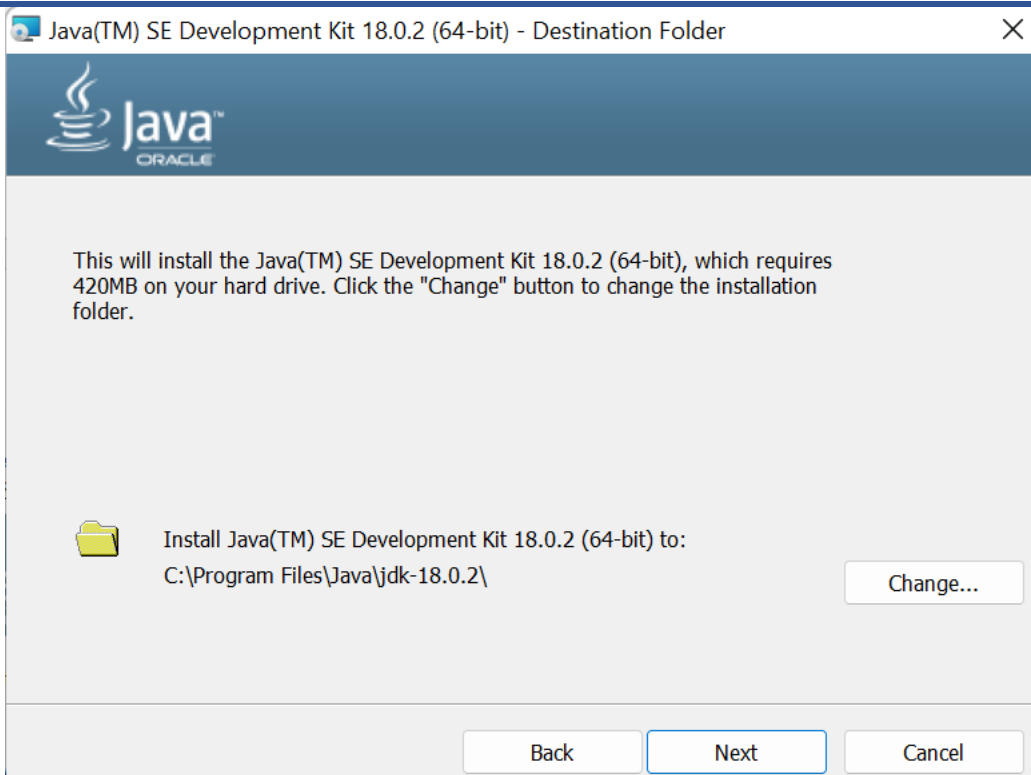 Java(TM) SE Development Kit 18.0.2 (64-bit) - Destination Folder
Java™
ORACLE
This will install the Java(TM) SE Development Kit 18.0.2 (64-bit), which requires
420MB on your hard drive. Click the "Change" button to change the installation
folder.
Install Java(TM) SE Development Kit 18.0.2 (64-bit) to:
C:\Program Files\Java\jdk-18.0.2\
Change...
Back
Next
Cancel